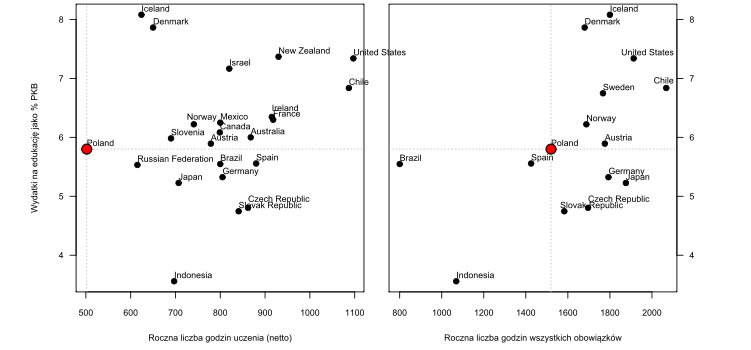 Iceland
Denmark
New Zealand
United States
Israel
Chile
Ireland
France
Norway
Mexico
Canada
Slovenia
Austria
Australia
Poland
Russian Federation
Brazil
Spain
Germany
Japan
Czech Republic
Slovak Republic
Indonesia
8
7
6
5
4
Wydatki na edukację jako % PKB
500 600 700 800 900 1000 1100
Roczna liczba godzin uczenia (netto)
Iceland
Denmark
United States
Chile
Sweden
Norway
Austria
Poland
Brazil
Spain
Germany
Japan
Czech Republic
Slovak Republic
Indonesia
8
7
6
5
4
800 1000 1200 1400 1600 1800 2000
Roczna liczba godzin wszystkich obowiązków